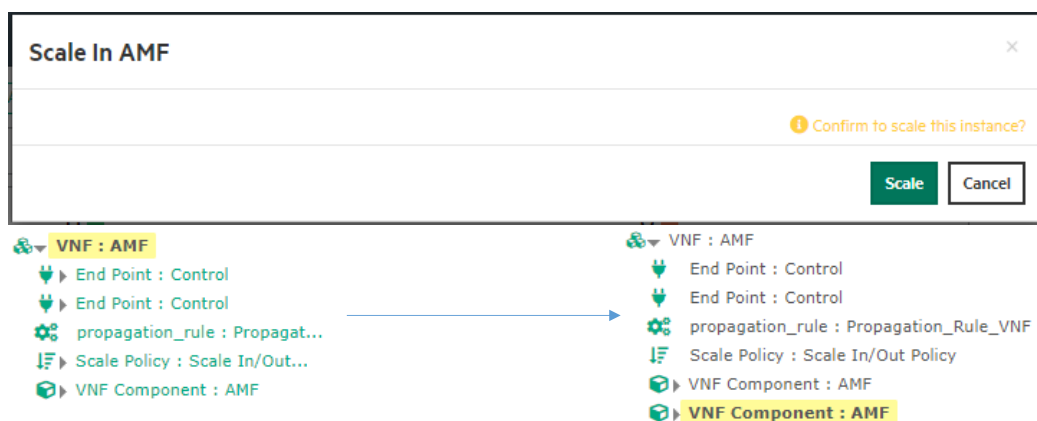 Scale In AMF
Confirm to scale this instance?
Scale
Cancel
VNF : AMF
End Point : Control
End Point : Control
propagation_rule : Propagat...
Scale Policy : Scale In/Out...
VNF Component : AMF
VNF : AMF
End Point : Control
End Point : Control
propagation_rule : Propagation_Rule_VNF
Scale Policy : Scale In/Out Policy
VNF Component : AMF
VNF Component : AMF